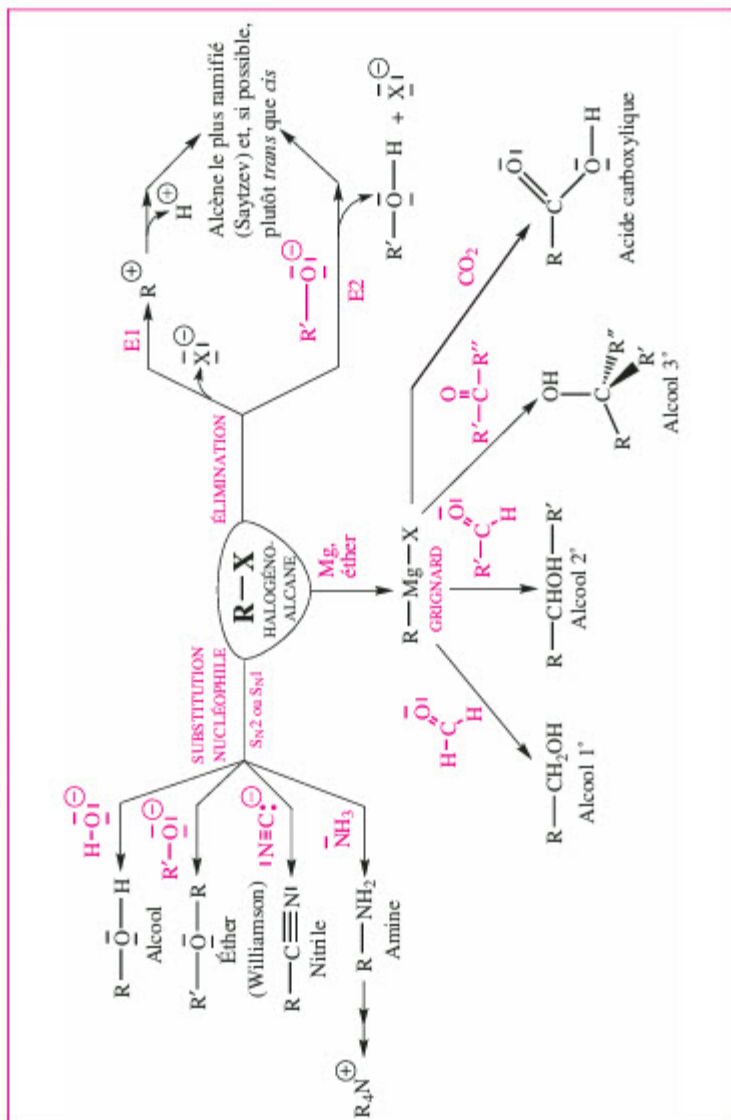 H–O⊖
R–O–H
Alcool
R′–O⊖
R′–O–R
Éther
(Williamson)
N≡C⊖
R–C≡N
Nitrile
NH₃
R–NH₂
Amine
R₄N⊕
SUBSTITUTION
NUCLÉOPHILE
SN2 ou SN1
R–X
HALOGÉNO-
ALCANE
ÉLIMINATION
E1
X⊖
R⊕
H⊕
Alcène le plus ramifié
(Saytzev) et, si possible,
plutôt trans que cis
R′–O⊖
E2
R′–O–H + X⊖
Mg,
éther
R–Mg–X
GRIGNARD
H–C=O
H
R–CH₂OH
Alcool 1°
R′–C=O
H
R–CHOH–R′
Alcool 2°
O
R′–C–R″
OH
R–C–R″
R′
Alcool 3°
CO₂
R–C=O
O–H
Acide carboxylique